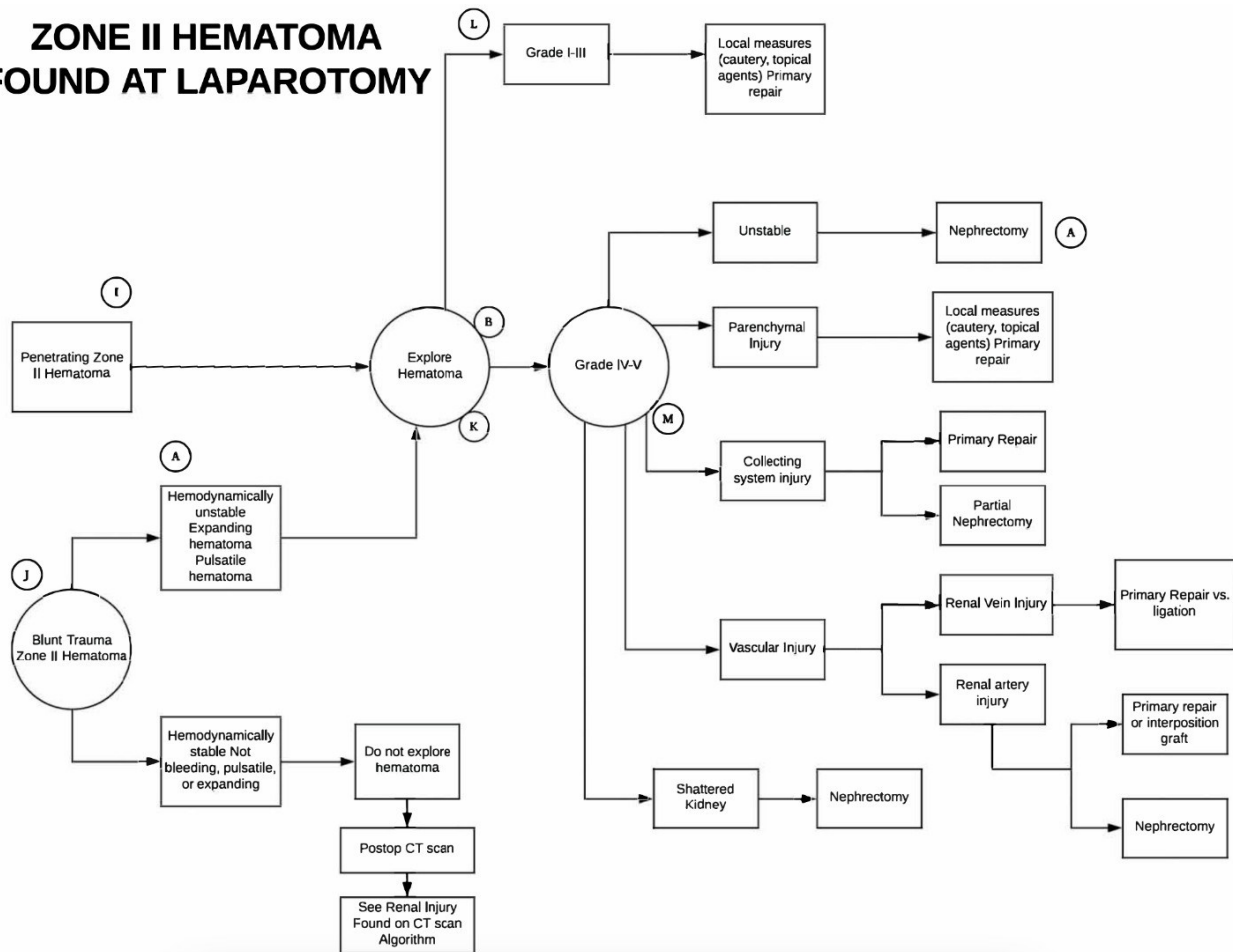 ZONE II HEMATOMA
FOUND AT LAPAROTOMY
L
Grade I-III
Local measures
(cautery, topical
agents) Primary
repair
Unstable
Nephrectomy
A
I
Penetrating Zone
II Hematoma
Explore
Hematoma
B
K
Grade IV-V
M
Parenchymal
Injury
Local measures
(cautery, topical
agents) Primary
repair
Collecting
system injury
Primary Repair
Partial
Nephrectomy
A
Hemodynamically
unstable
Expanding
hematoma
Pulsatile
hematoma
J
Blunt Trauma
Zone II Hematoma
Vascular Injury
Renal Vein Injury
Primary Repair vs.
ligation
Renal artery
injury
Primary repair
or interposition
graft
Nephrectomy
Hemodynamically
stable Not
bleeding, pulsatile,
or expanding
Do not explore
hematoma
Shattered
Kidney
Nephrectomy
Postop CT scan
See Renal Injury
Found on CT scan
Algorithm